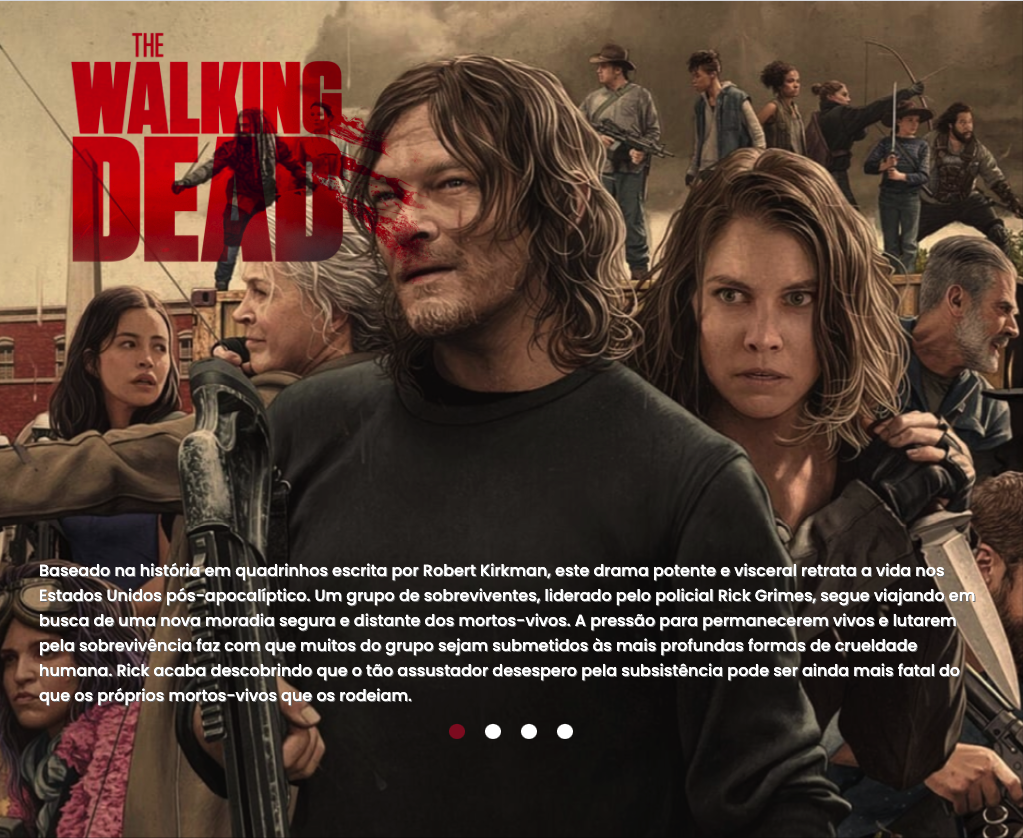 THE
WALKING
DEAD
Baseado na história em quadrinhos escrita por Robert Kirkman, este drama potente e visceral retrata a vida nos
Estados Unidos pós-apocalíptico. Um grupo de sobreviventes, liderado pelo policial Rick Grimes, segue viajando em
busca de uma nova moradia segura e distante dos mortos-vivos. A pressão para permanecerem vivos e lutarem
pela sobrevivência faz com que muitos do grupo sejam submetidos às mais profundas formas de crueldade
humana. Rick acaba descobrindo que o tão assustador desespero pela subsistência pode ser ainda mais fatal do
que os próprios mortos-vivos que os rodeiam.